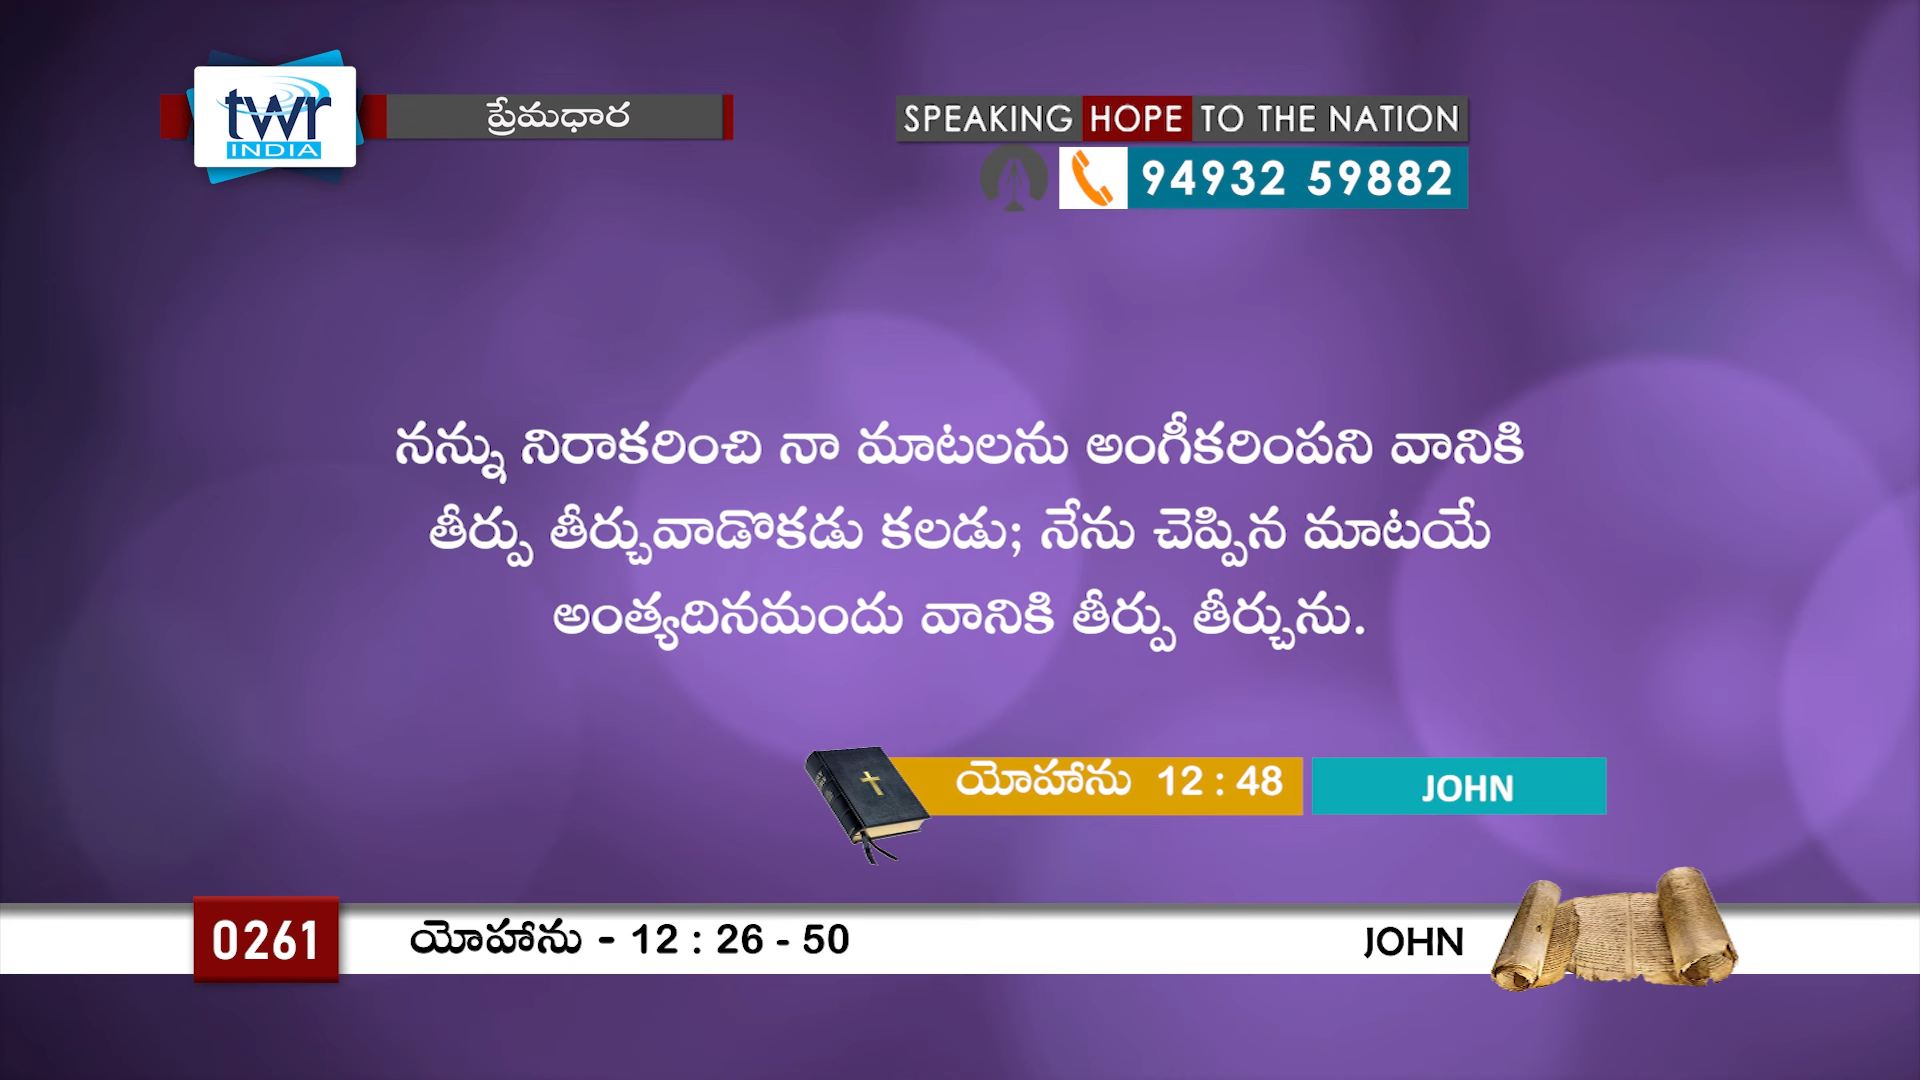 twr
INDIA
ప్రేమధార
SPEAKING HOPE TO THE NATION
94932 59882
నన్ను నిరాకరించి నా మాటలను అంగీకరింపని వానికి
తీర్పు తీర్చువాడొకడు కలడు; నేను చెప్పిన మాటయే
అంత్యదినమందు వానికి తీర్పు తీర్చును.
యోహాను 12 : 48
JOHN
0261
యోహాను - 12 : 26 - 50
JOHN